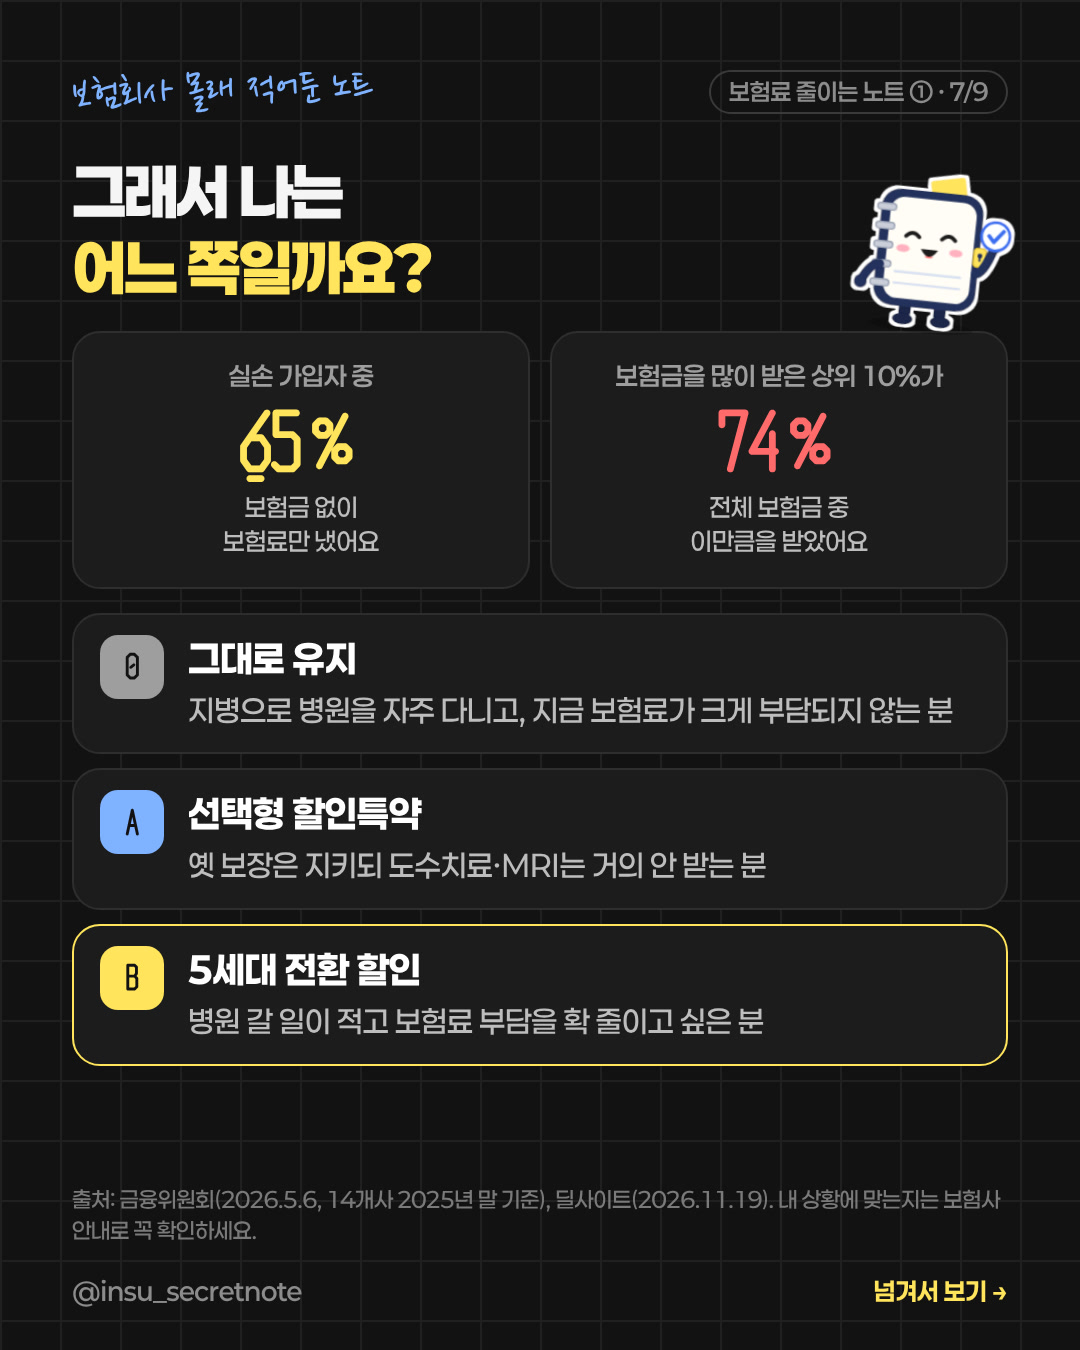 보험회사 몰래 적어둔 노트
보험료 줄이는 노트 ① · 7/9
그래서 나는
어느 쪽일까요?
실손 가입자 중
65%
보험금 없이
보험료만 냈어요
보험금을 많이 받은 상위 10%가
74%
전체 보험금 중
이만큼을 받았어요
0
그대로 유지
지병으로 병원을 자주 다니고, 지금 보험료가 크게 부담되지 않는 분
A
선택형 할인특약
옛 보장은 지키되 도수치료·MRI는 거의 안 받는 분
B
5세대 전환 할인
병원 갈 일이 적고 보험료 부담을 확 줄이고 싶은 분
출처: 금융위원회(2026.5.6, 14개사 2025년 말 기준), 딜사이트(2026.11.19). 내 상황에 맞는지는 보험사
안내로 꼭 확인하세요.
@insu_secretnote
넘겨서 보기 →